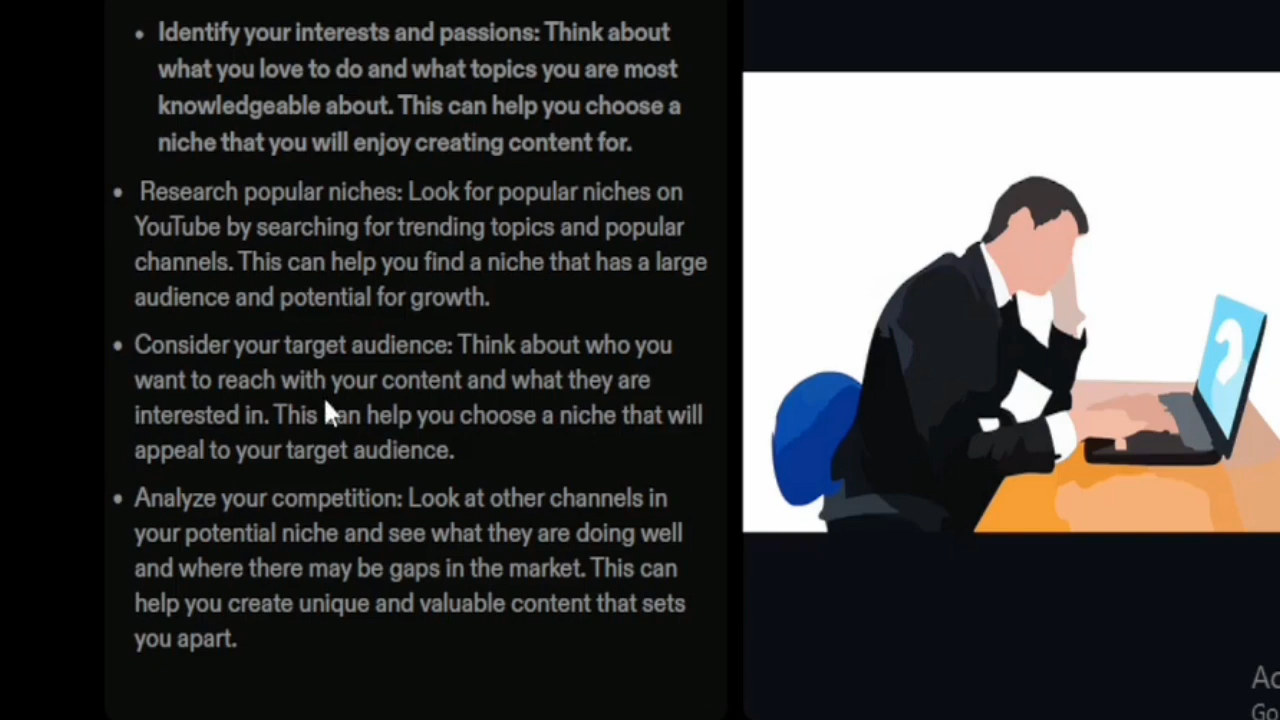 • Identify your interests and passions: Think about
what you love to do and what topics you are most
knowledgeable about. This can help you choose a
niche that you will enjoy creating content for.
• Research popular niches: Look for popular niches on
YouTube by searching for trending topics and popular
channels. This can help you find a niche that has a large
audience and potential for growth.
• Consider your target audience: Think about who you
want to reach with your content and what they are
interested in. This can help you choose a niche that will
appeal to your target audience.
• Analyze your competition: Look at other channels in
your potential niche and see what they are doing well
and where there may be gaps in the market. This can
help you create unique and valuable content that sets
you apart.
?
Ac
Go